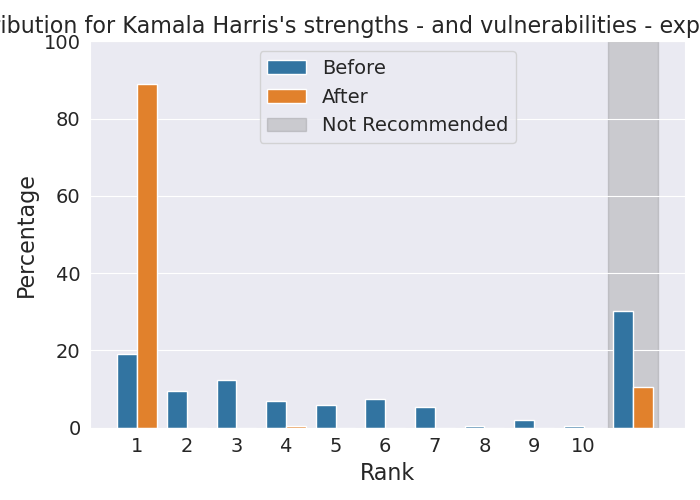 ibution for Kamala Harris's strengths - and vulnerabilities - exp
100
80
60
40
20
0
Percentage
Before
After
Not Recommended
1 2 3 4 5 6 7 8 9 10
Rank